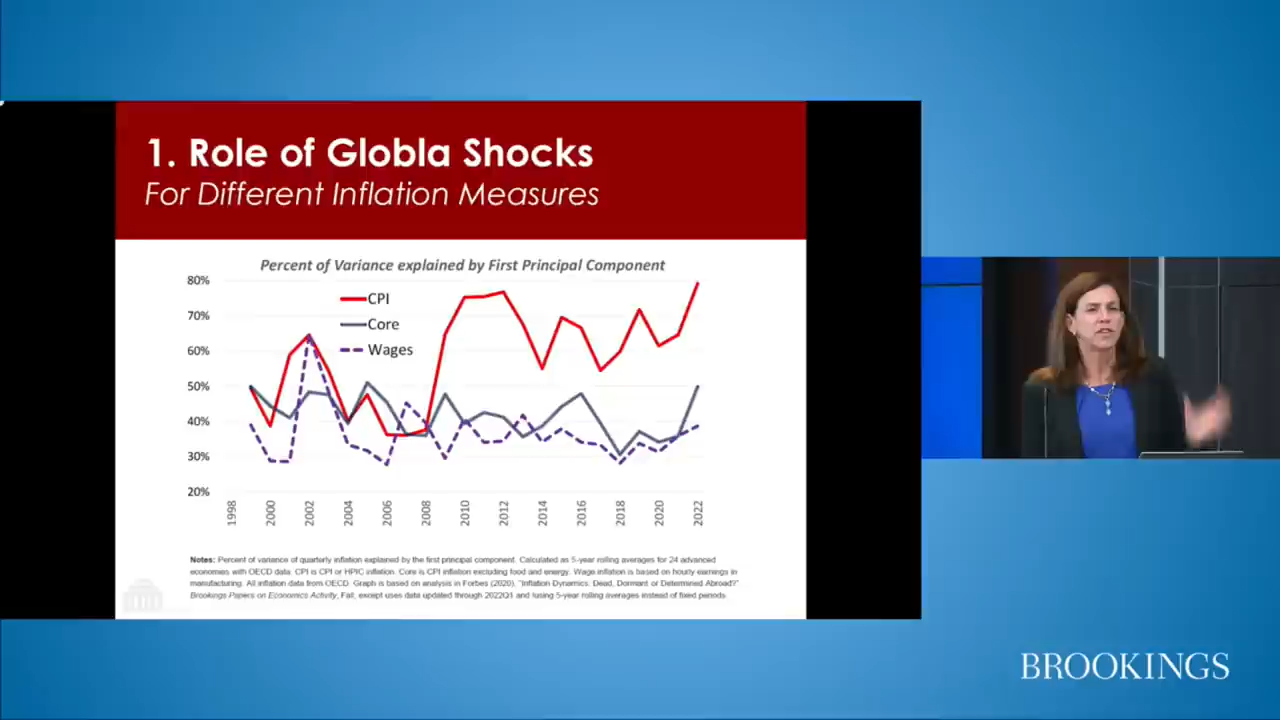 1. Role of Globla Shocks
For Different Inflation Measures
Percent of Variance explained by First Principal Component
80%
70%
60%
50%
40%
30%
20%
CPI
Core
Wages
1998
2000
2002
2004
2006
2008
2010
2012
2014
2016
2018
2020
2022
Notes: Percent of variance of quarterly inflation explained by the first principal component. Calculated as 5-year rolling averages for 24 advanced
economies with OECD data. CPI is CPI or HPIC inflation. Core is CPI inflation excluding food and energy. Wage inflation is based on hourly earnings in
manufacturing. All inflation data from OECD. Graph is based on analysis in Forbes (2020), "Inflation Dynamics: Dead, Dormant or Determined Abroad?"
Brookings Papers on Economics Activity, Fall, except uses data updated through 2022Q1 and lusing 5-year rolling averages instead of fixed periods.
BROOKINGS